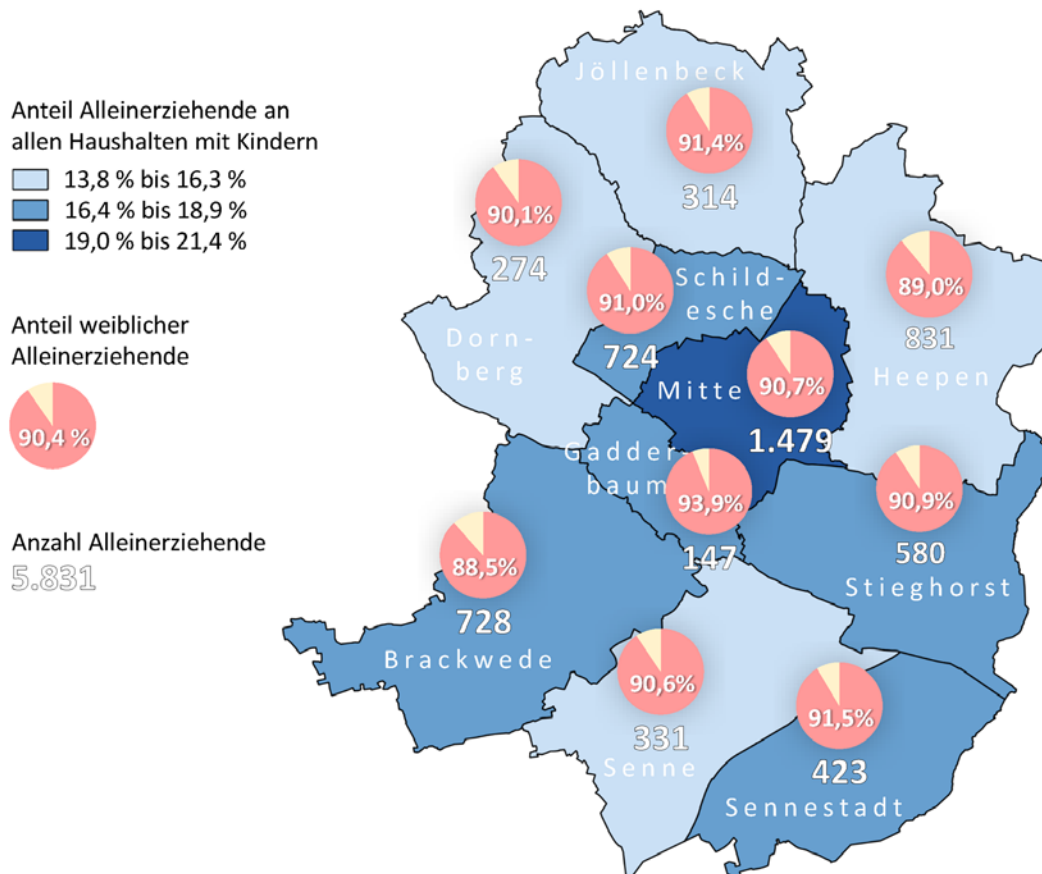 Anteil Alleinerziehende an
allen Haushalten mit Kindern
13,8 % bis 16,3 %
16,4 % bis 18,9 %
19,0 % bis 21,4 %
Anteil weiblicher
Alleinerziehende
90,4 %
Anzahl Alleinerziehende
5.831
Jöllenbeck
91,4%
314
90,1%
274
Dorn-
berg
91,0%
724
Schild-
esche
89,0%
831
Heepen
Mitte
90,7%
1.479
Gadder-
baum
93,9%
147
90,9%
580
Stieghorst
88,5%
728
Brackwede
90,6%
331
Senne
91,5%
423
Sennestadt